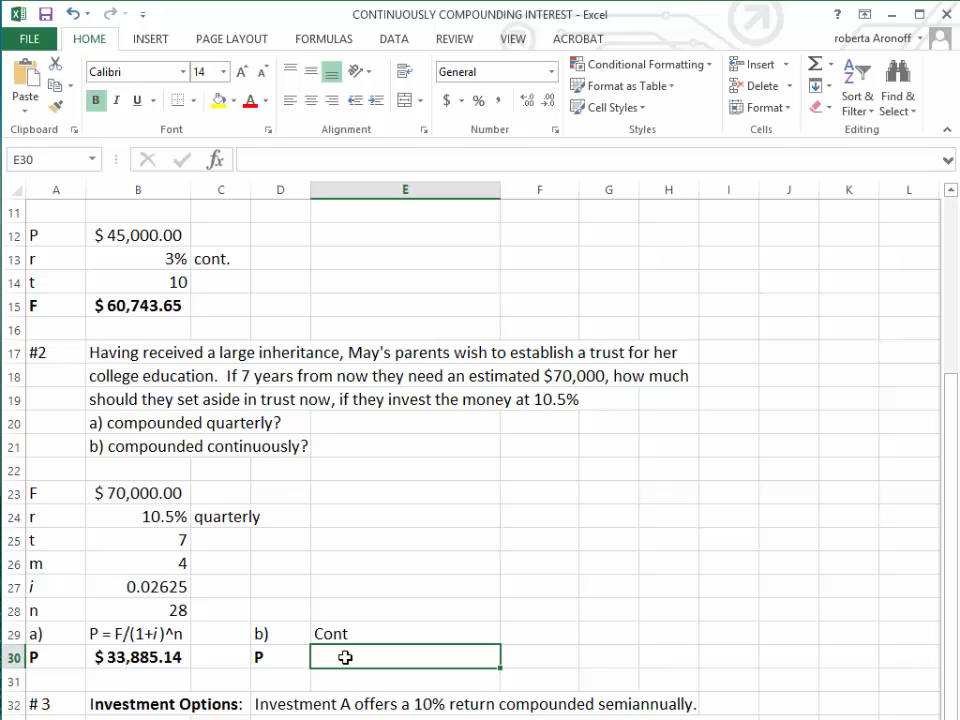 CONTINUOUSLY COMPOUNDING INTEREST - Excel
FILE HOME INSERT PAGE LAYOUT FORMULAS DATA REVIEW VIEW ACROBAT roberta Aronoff
Paste
Calibri 14
B I U
General
$ % ,
Conditional Formatting
Format as Table
Cell Styles
Insert
Delete
Format
Sort & Filter
Find & Select
Clipboard Font Alignment Number Styles Cells Editing
E30 fx
A B C D E F G H I J K L
11
12 P $ 45,000.00
13 r 3% cont.
14 t 10
15 F $ 60,743.65
16
17 #2 Having received a large inheritance, May's parents wish to establish a trust for her
18 college education. If 7 years from now they need an estimated $70,000, how much
19 should they set aside in trust now, if they invest the money at 10.5%
20 a) compounded quarterly?
21 b) compounded continuously?
22
23 F $ 70,000.00
24 r 10.5% quarterly
25 t 7
26 m 4
27 i 0.02625
28 n 28
29 a) P = F/(1+i)^n b) Cont
30 P $ 33,885.14 P
31
32 # 3 Investment Options: Investment A offers a 10% return compounded semiannually.